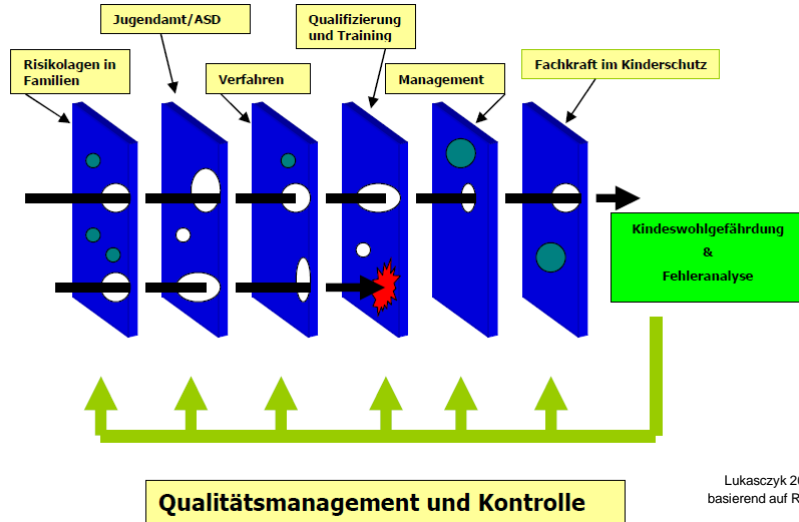 Jugendamt/ASD
Qualifizierung
und Training
Risikolagen in
Familien
Verfahren
Management
Fachkraft im Kinderschutz
Kindeswohlgefährdung
&
Fehleranalyse
Qualitätsmanagement und Kontrolle
Lukasczyk
basierend auf